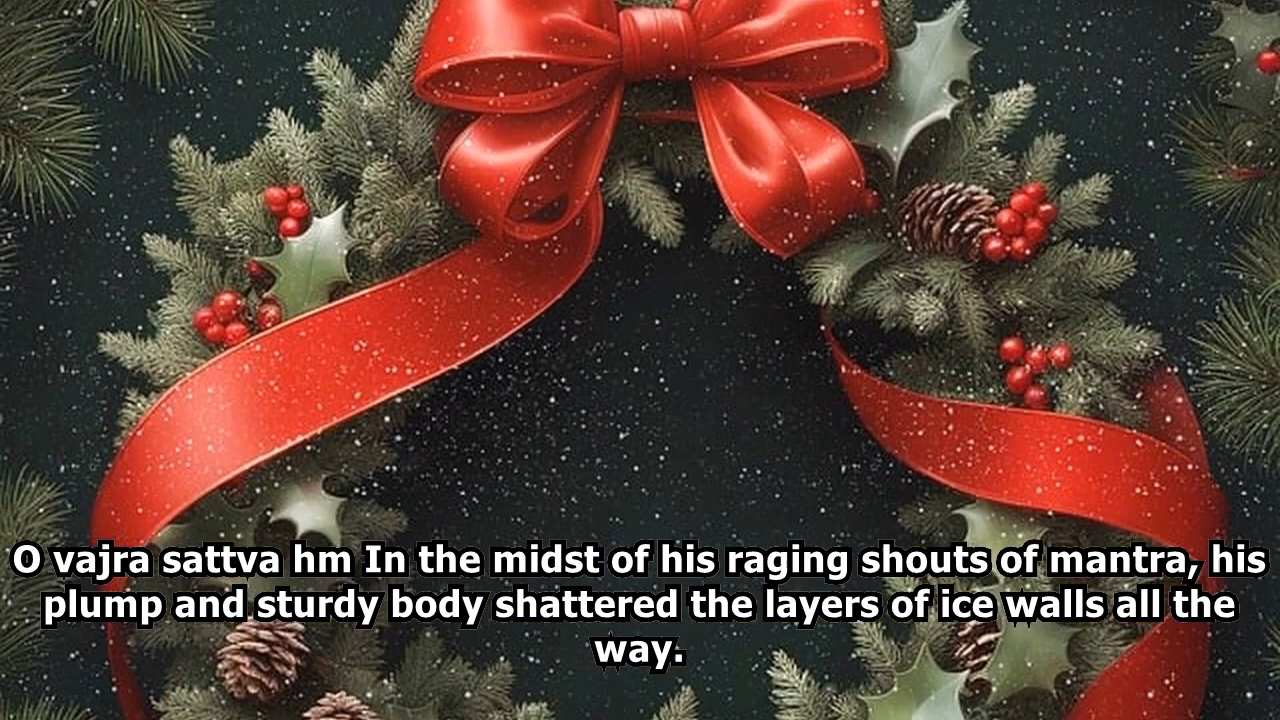 O vajra sattva hm In the midst of his raging shouts of mantra, his
plump and sturdy body shattered the layers of ice walls all the
way.